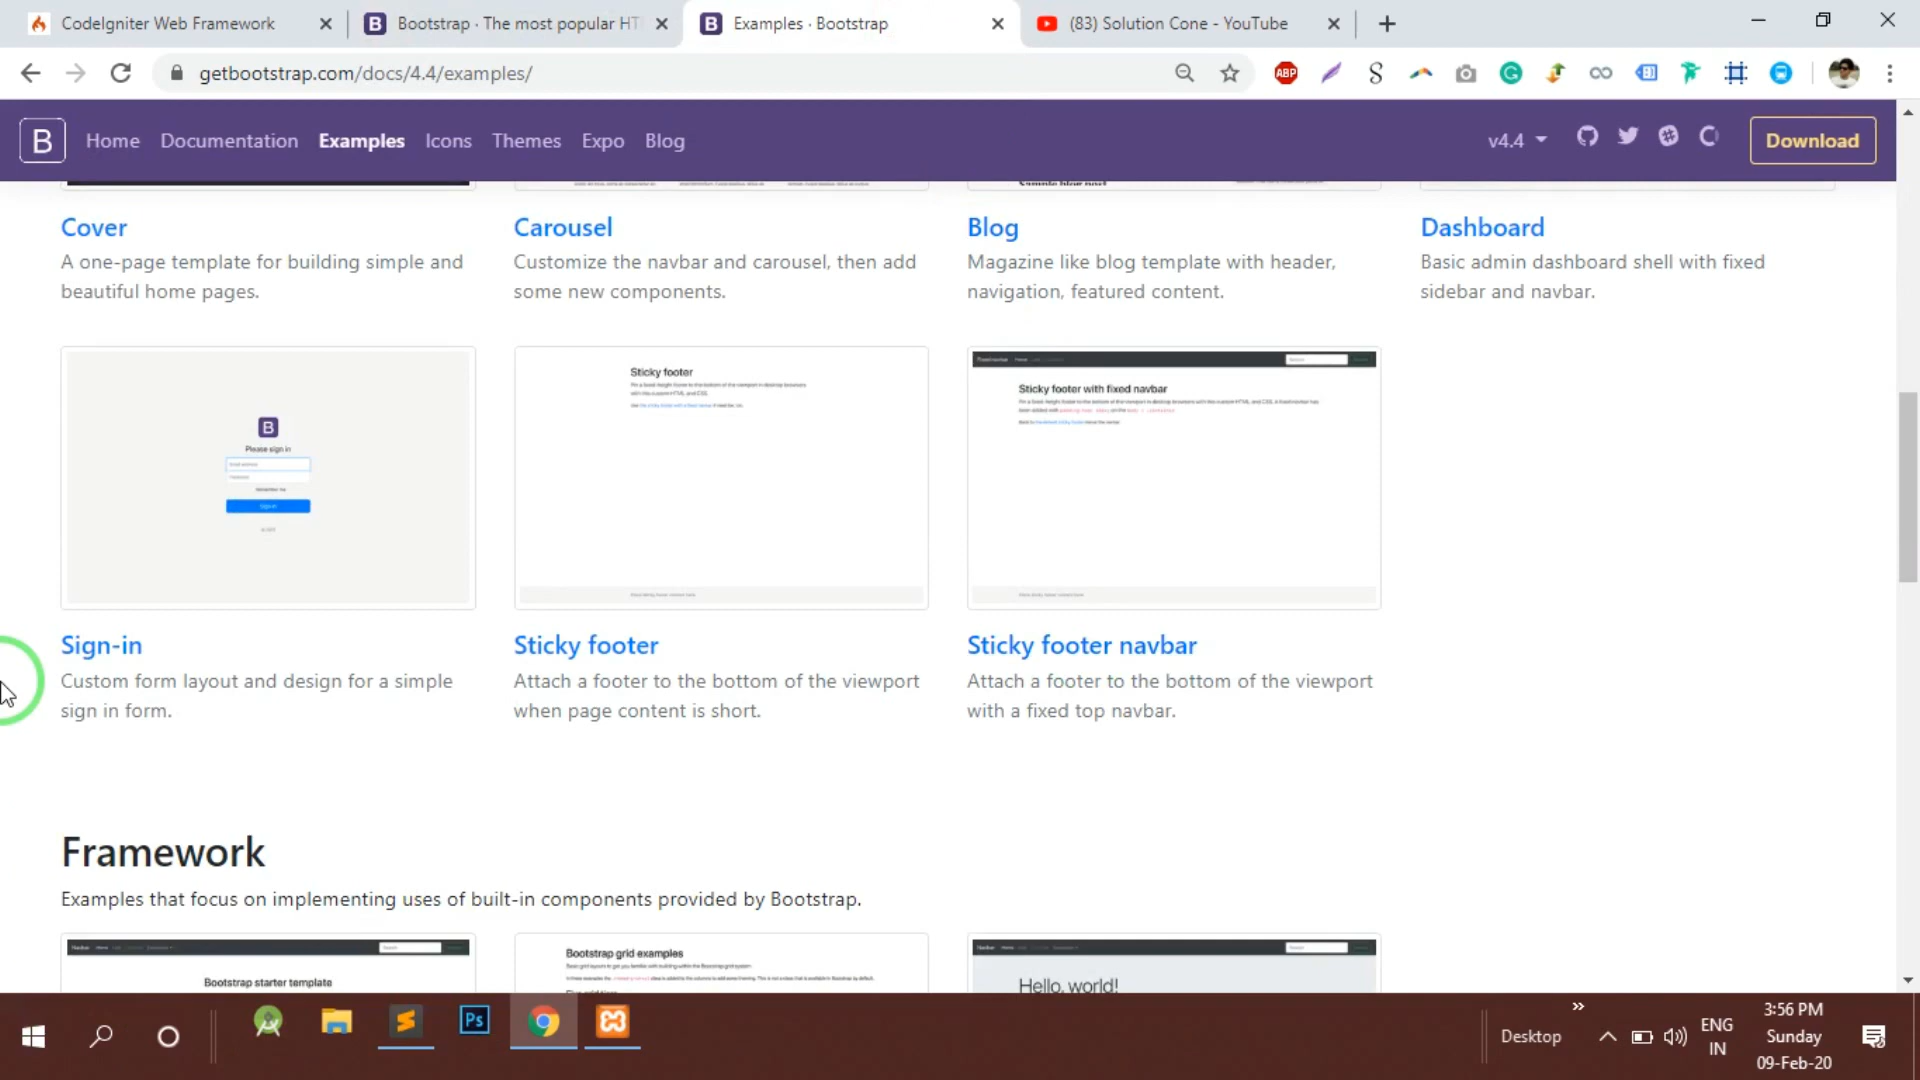 CodeIgniter Web Framework
Bootstrap · The most popular HT
Examples · Bootstrap
(83) Solution Cone - YouTube
getbootstrap.com/docs/4.4/examples/
ABP
B
Home
Documentation
Examples
Icons
Themes
Expo
Blog
v4.4
Download
Sample blog post
Cover
A one-page template for building simple and
beautiful home pages.
Carousel
Customize the navbar and carousel, then add
some new components.
Blog
Magazine like blog template with header,
navigation, featured content.
Dashboard
Basic admin dashboard shell with fixed
sidebar and navbar.
B
Please sign in
Sign in
Sticky footer
Sticky footer with fixed navbar
Sign-in
Custom form layout and design for a simple
sign in form.
Sticky footer
Attach a footer to the bottom of the viewport
when page content is short.
Sticky footer navbar
Attach a footer to the bottom of the viewport
with a fixed top navbar.
Framework
Examples that focus on implementing uses of built-in components provided by Bootstrap.
Bootstrap starter template
Bootstrap grid examples
Hello, world!
Ps
Desktop
ENG
IN
3:56 PM
Sunday
09-Feb-20